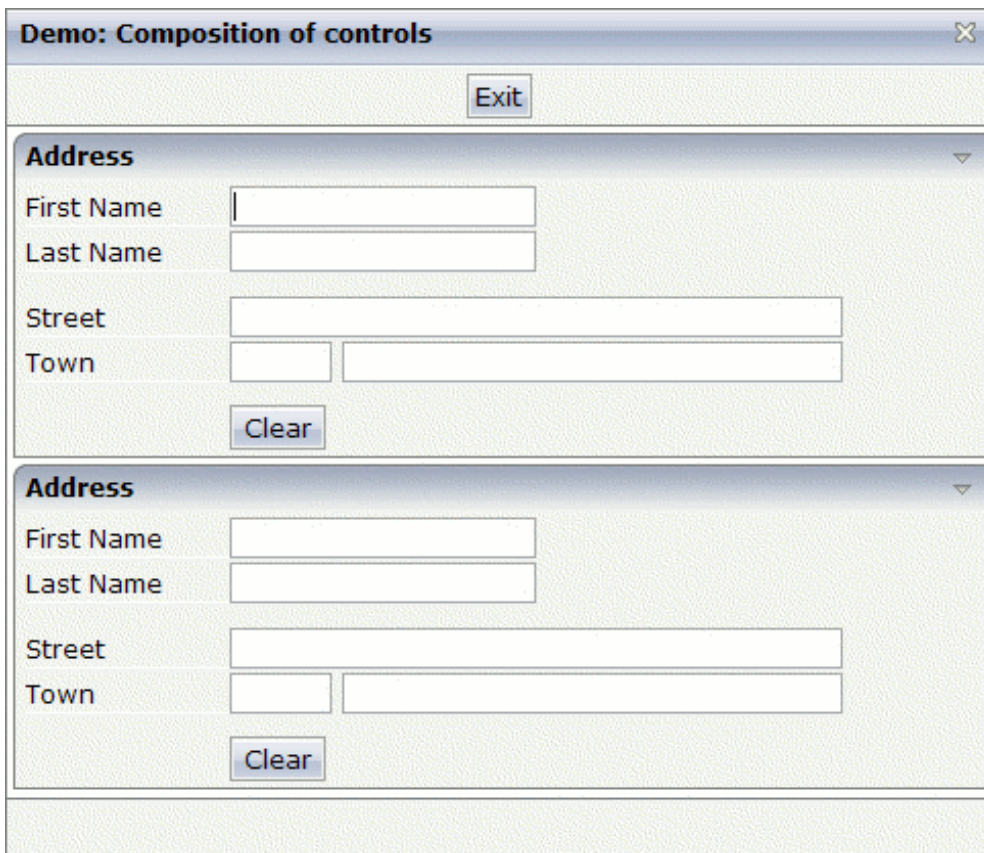 Demo: Composition of controls
Exit
Address
First Name
Last Name
Street
Town
Clear
Address
First Name
Last Name
Street
Town
Clear